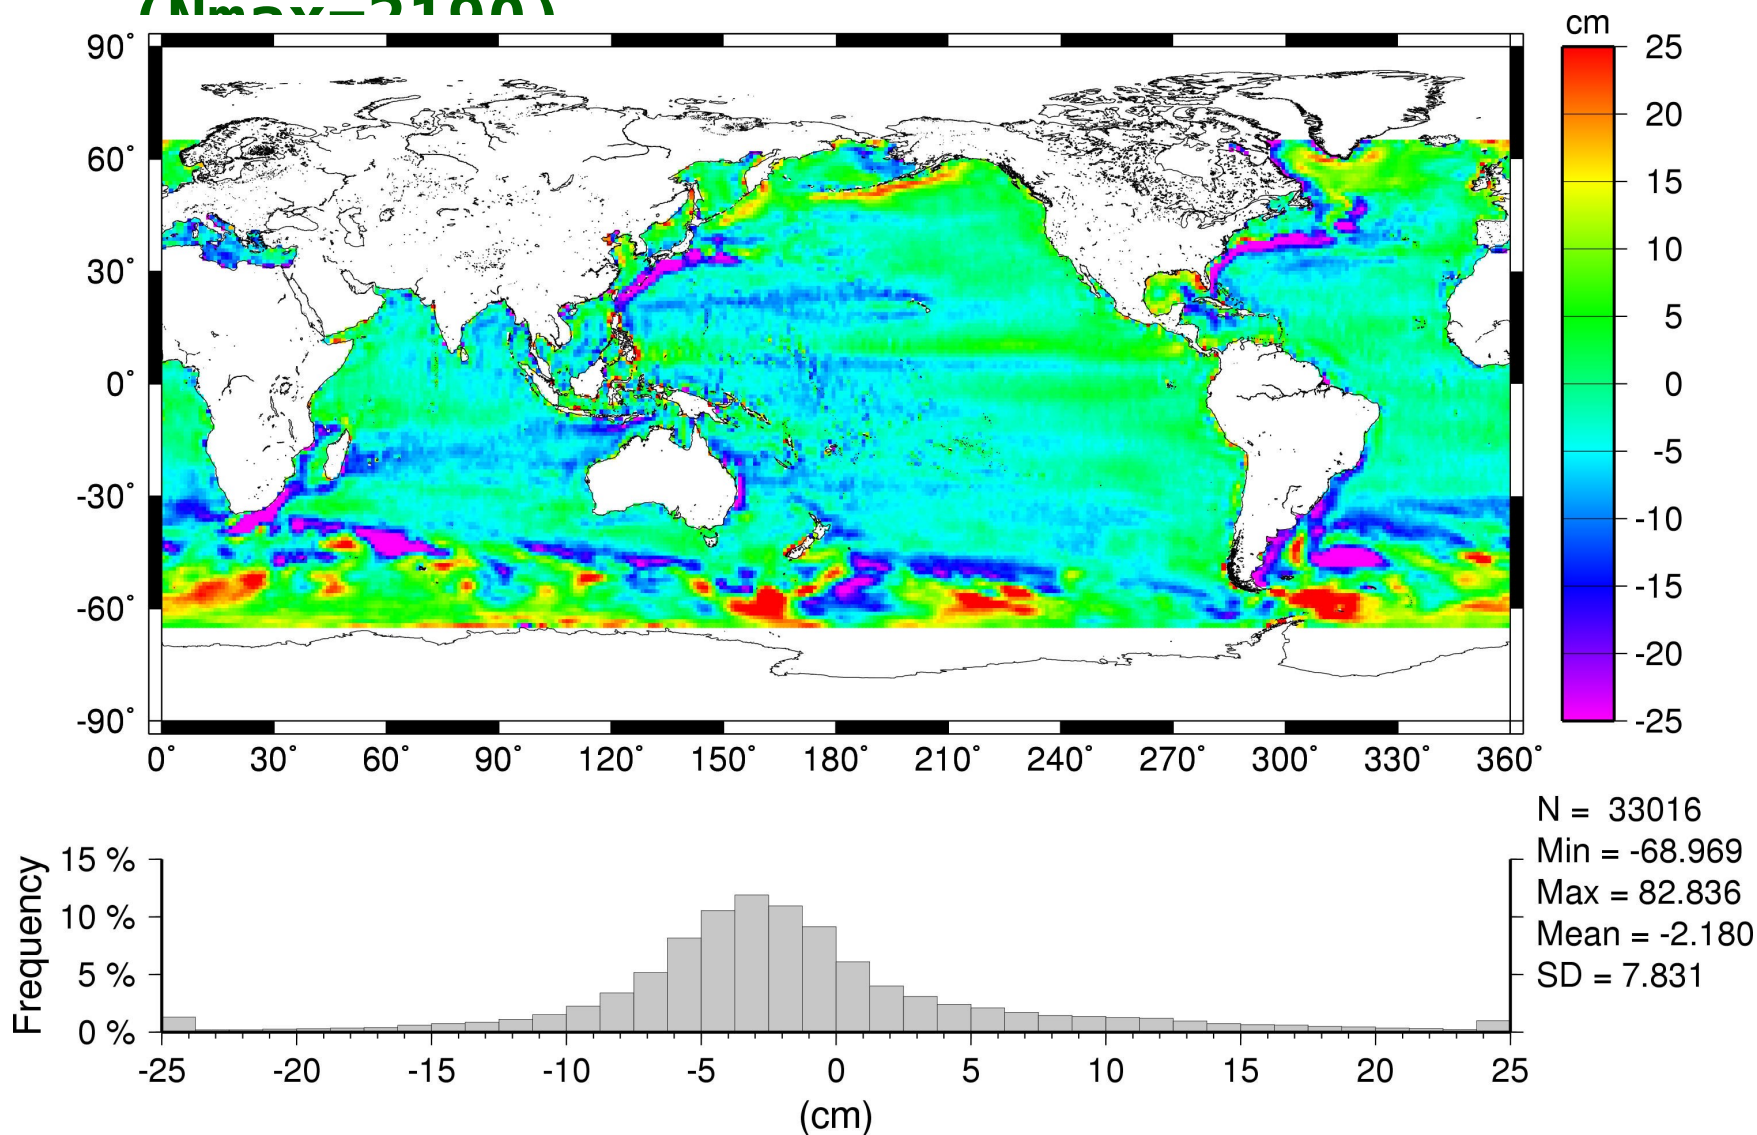 (Nmax=2190)
cm
90° 25
20
60° 15
30° 10
5
0° 0
-5
-30° -10
-60° -15
-20
-90° -25
0° 30° 60° 90° 120° 150° 180° 210° 240° 270° 300° 330° 360°
N = 33016
Min = -68.969
Max = 82.836
Mean = -2.180
SD = 7.831
Frequency
15 %
10 %
5 %
0 %
-25 -20 -15 -10 -5 0 5 10 15 20 25
(cm)